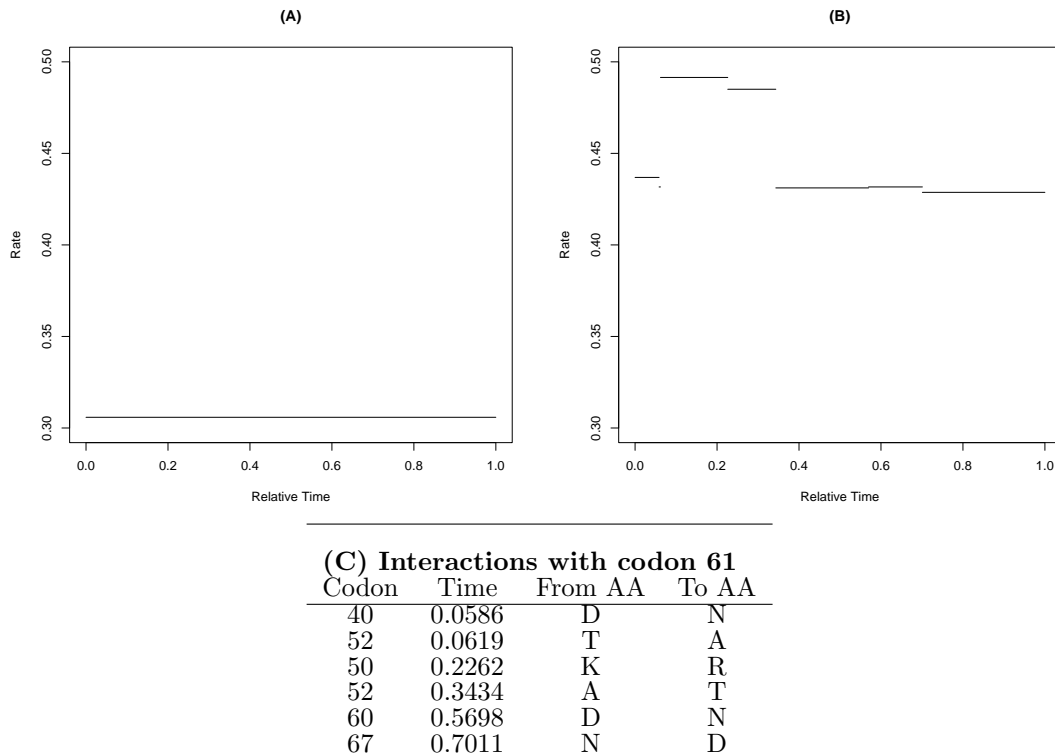 (A)
0.50
0.45
0.40
0.35
0.30
Rate
0.0 0.2 0.4 0.6 0.8 1.0
Relative Time
(B)
0.50
0.45
0.40
0.35
0.30
Rate
0.0 0.2 0.4 0.6 0.8 1.0
Relative Time
(C) Interactions with codon 61
Codon Time From AA To AA
40 0.0586 D N
52 0.0619 T A
50 0.2262 K R
52 0.3434 A T
60 0.5698 D N
67 0.7011 N D